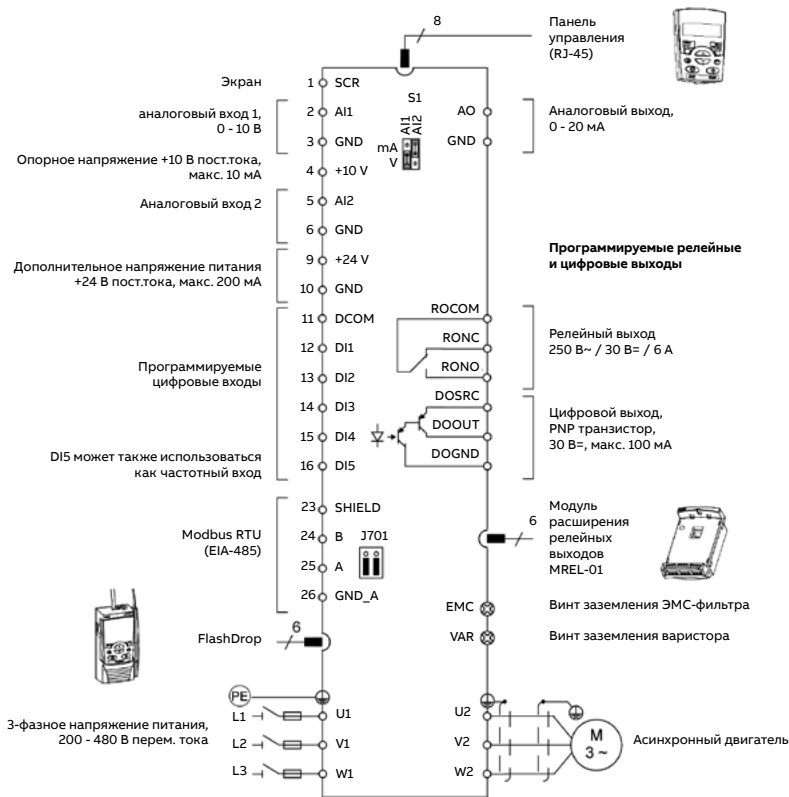 8
Панель
управления
(RJ-45)
Экран
1 SCR
S1
аналоговый вход 1,
0 - 10 В
2 AI1
3 GND
AI1
AI2
mA
V
AO
GND
Аналоговый выход,
0 - 20 мА
Опорное напряжение +10 В пост.тока,
макс. 10 мА
4 +10 V
Аналоговый вход 2
5 AI2
6 GND
Дополнительное напряжение питания
+24 В пост.тока, макс. 200 мА
9 +24 V
10 GND
Программируемые релейные
и цифровые выходы
Программируемые
цифровые входы
11 DCOM
12 DI1
13 DI2
14 DI3
15 DI4
16 DI5
DI5 может также использоваться
как частотный вход
ROCOM
RONC
RONO
Релейный выход
250 В~ / 30 В= / 6 А
DOSRC
DOOUT
DOGND
Цифровой выход,
PNP транзистор,
30 В=, макс. 100 мА
Modbus RTU
(EIA-485)
23 SHIELD
24 B
25 A
26 GND_A
J701
6
Модуль
расширения
релейных
выходов
MREL-01
EMC
Винт заземления ЭМС-фильтра
VAR
Винт заземления варистора
FlashDrop
6
PE
3-фазное напряжение питания,
200 - 480 В перем. тока
L1
U1
L2
V1
L3
W1
U2
V2
W2
M
3 ~
Асинхронный двигатель